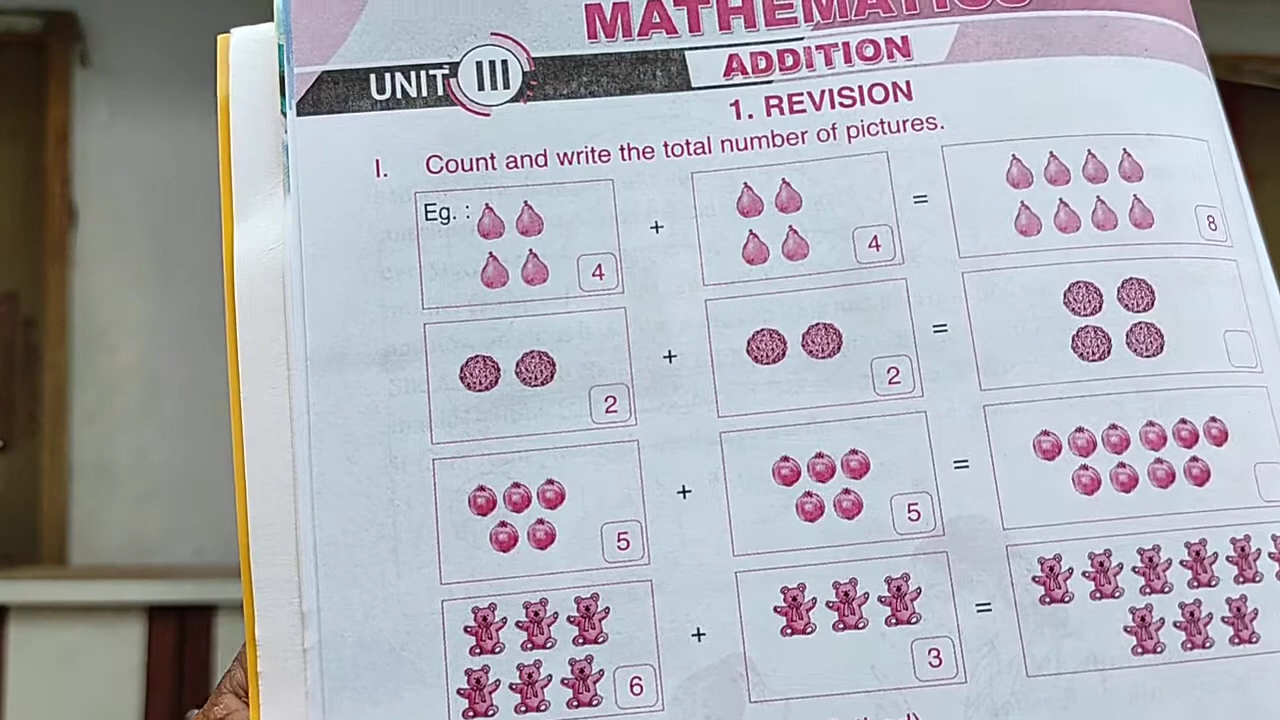 MATHEMATICS
UNIT III
ADDITION
1. REVISION
I. Count and write the total number of pictures.
Eg. : 4 + 4 = 8
2 + 2 =
5 + 5 =
6 + 3 =